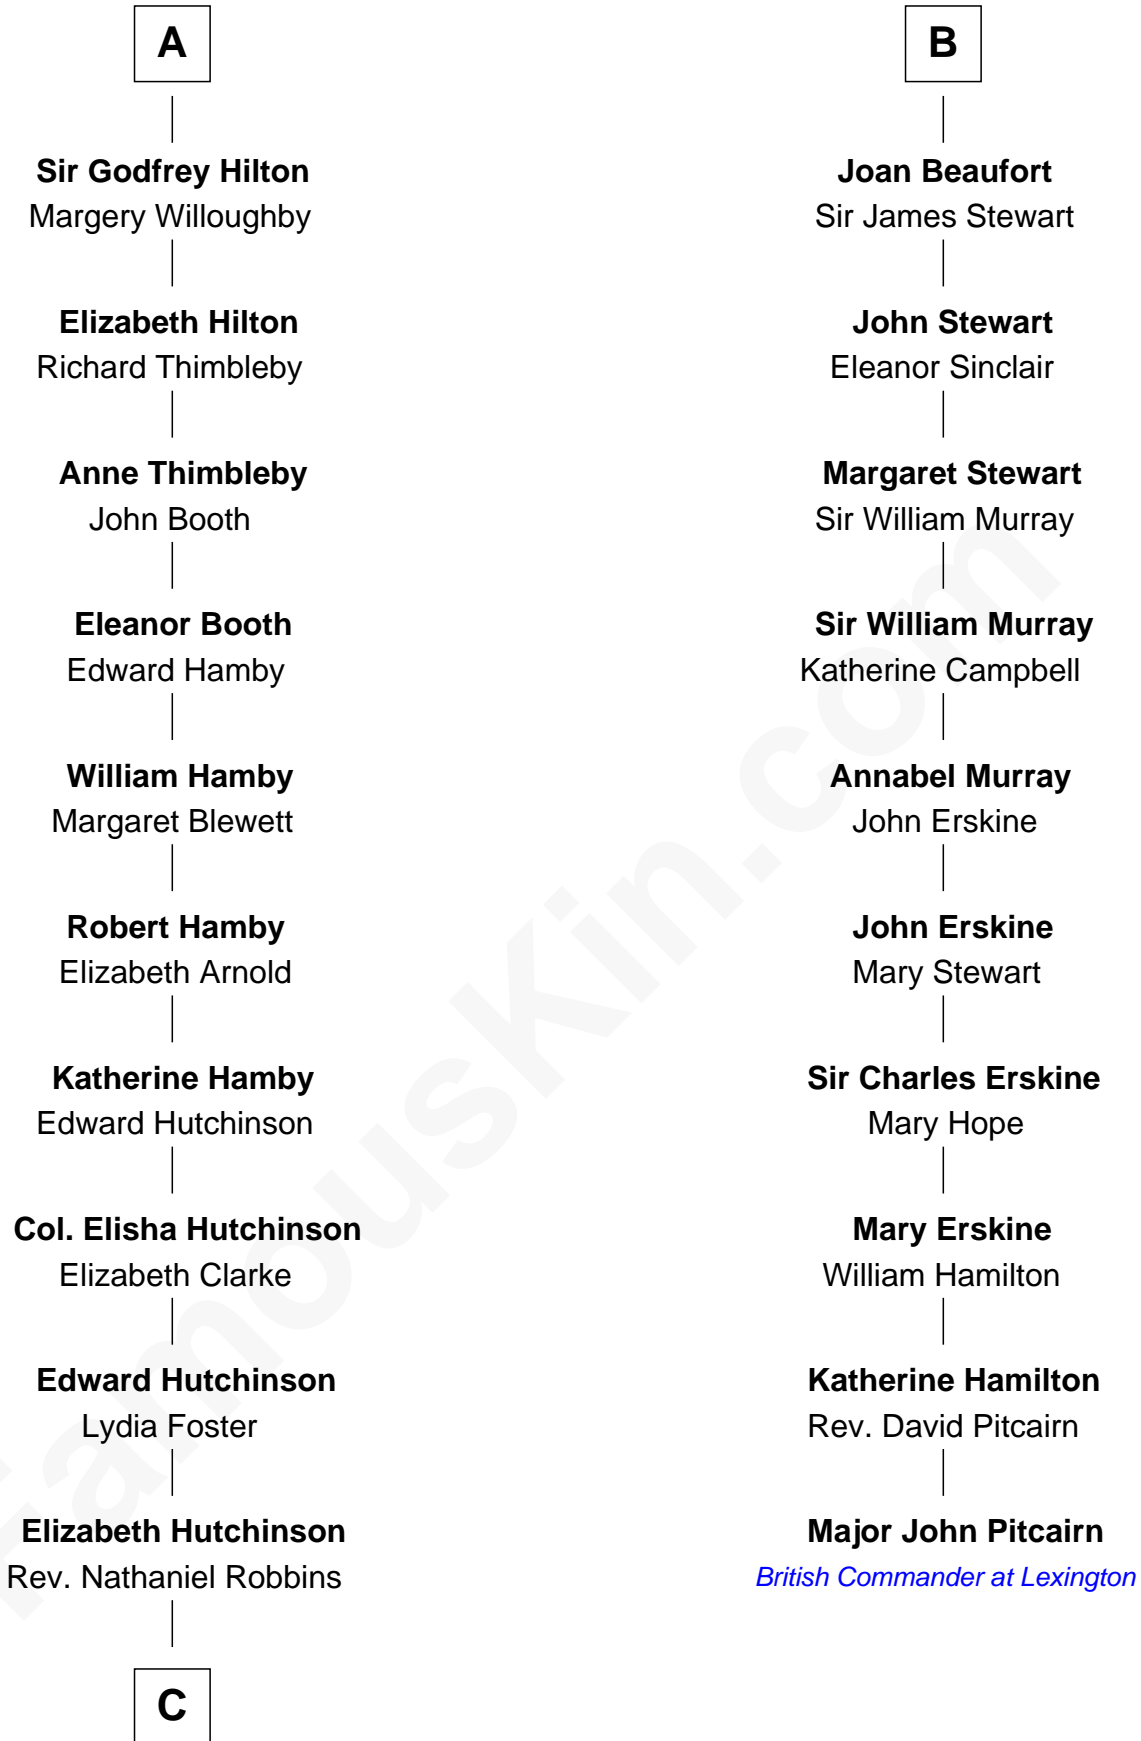 A
Sir Godfrey Hilton
Margery Willoughby
Elizabeth Hilton
Richard Thimbleby
Anne Thimbleby
John Booth
Eleanor Booth
Edward Hamby
William Hamby
Margaret Blewett
Robert Hamby
Elizabeth Arnold
Katherine Hamby
Edward Hutchinson
Col. Elisha Hutchinson
Elizabeth Clarke
Edward Hutchinson
Lydia Foster
Elizabeth Hutchinson
Rev. Nathaniel Robbins
C
B
Joan Beaufort
Sir James Stewart
John Stewart
Eleanor Sinclair
Margaret Stewart
Sir William Murray
Sir William Murray
Katherine Campbell
Annabel Murray
John Erskine
John Erskine
Mary Stewart
Sir Charles Erskine
Mary Hope
Mary Erskine
William Hamilton
Katherine Hamilton
Rev. David Pitcairn
Major John Pitcairn
British Commander at Lexington
FamousKin.com